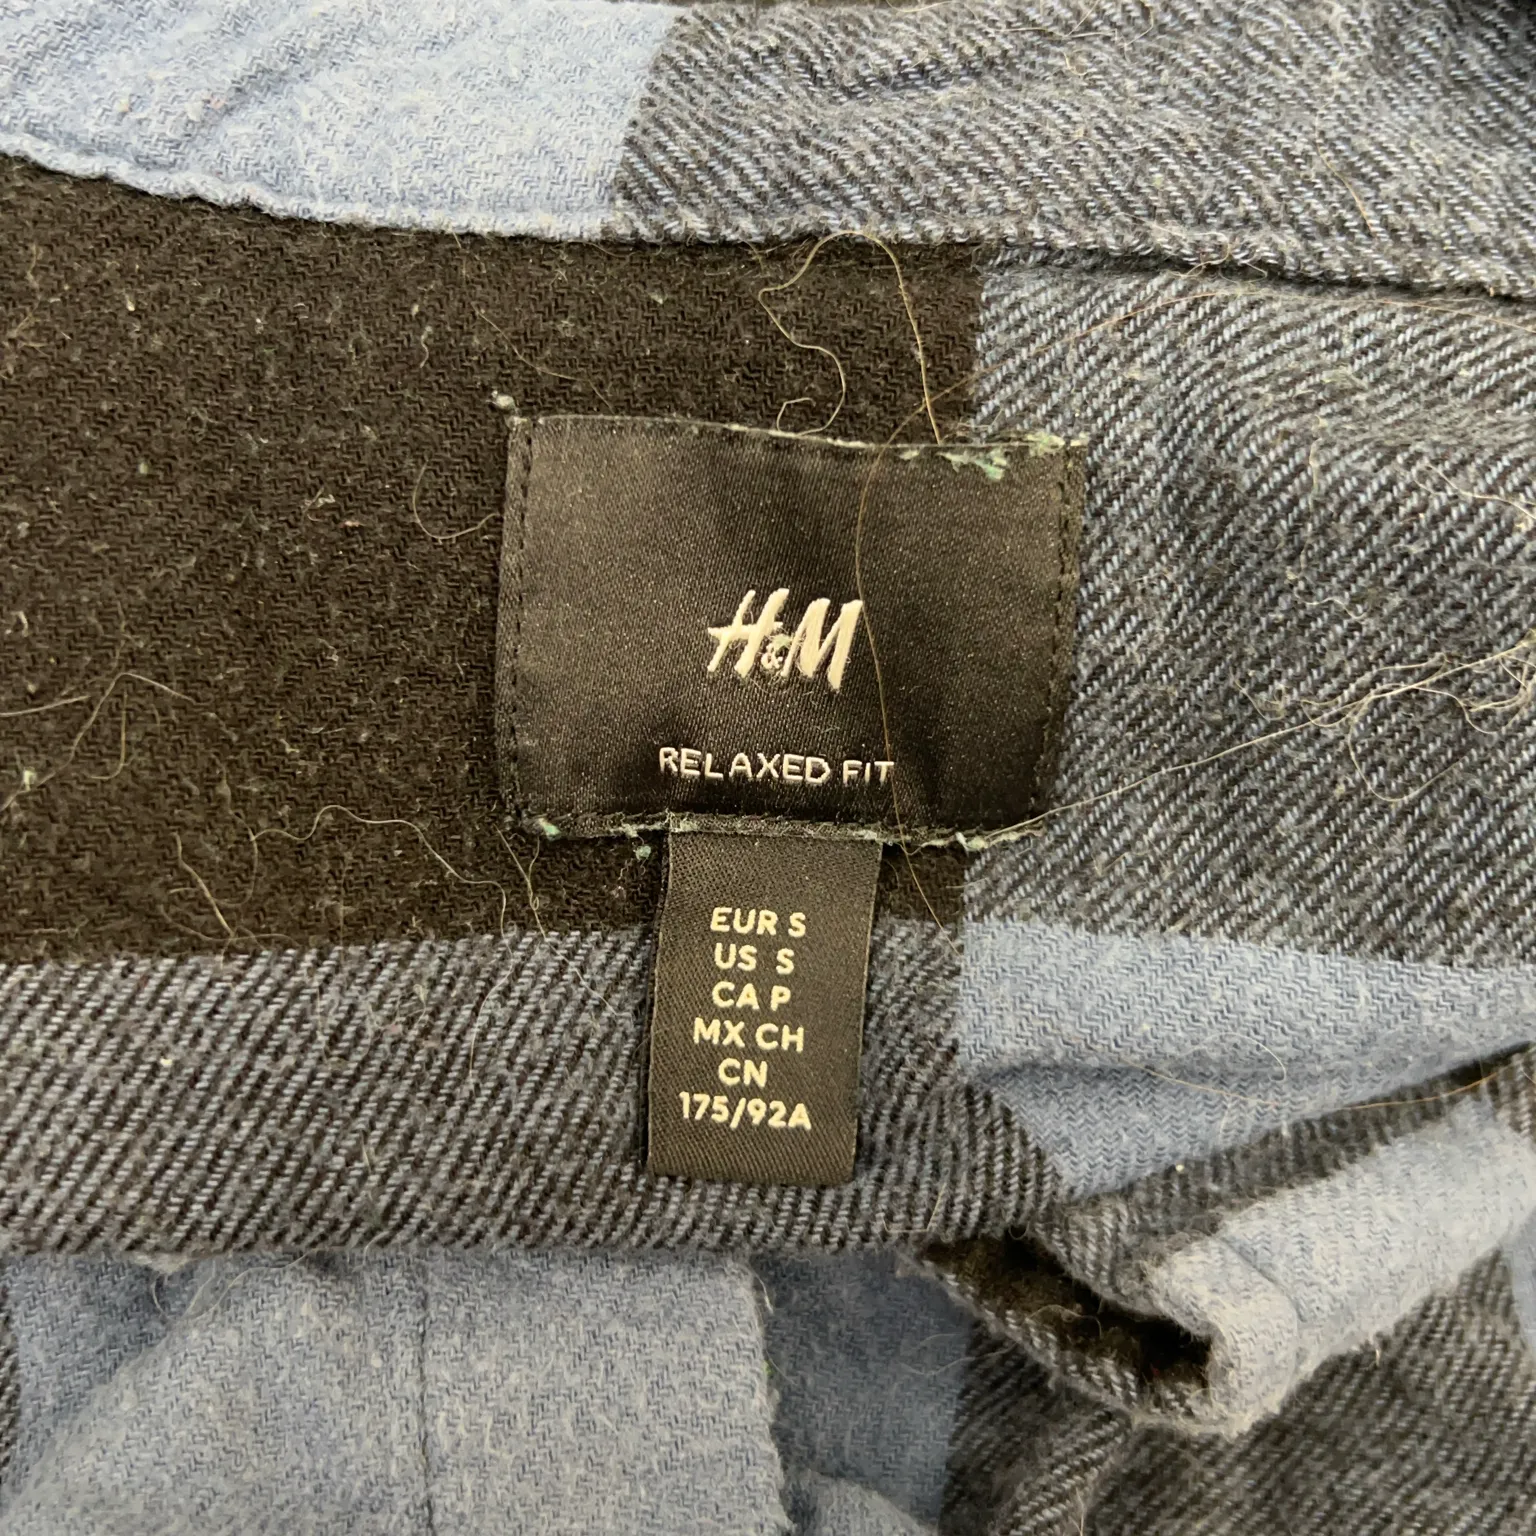 H&M
RELAXED FIT
EUR S
US S
CA P
MX CH
CN
175/92A